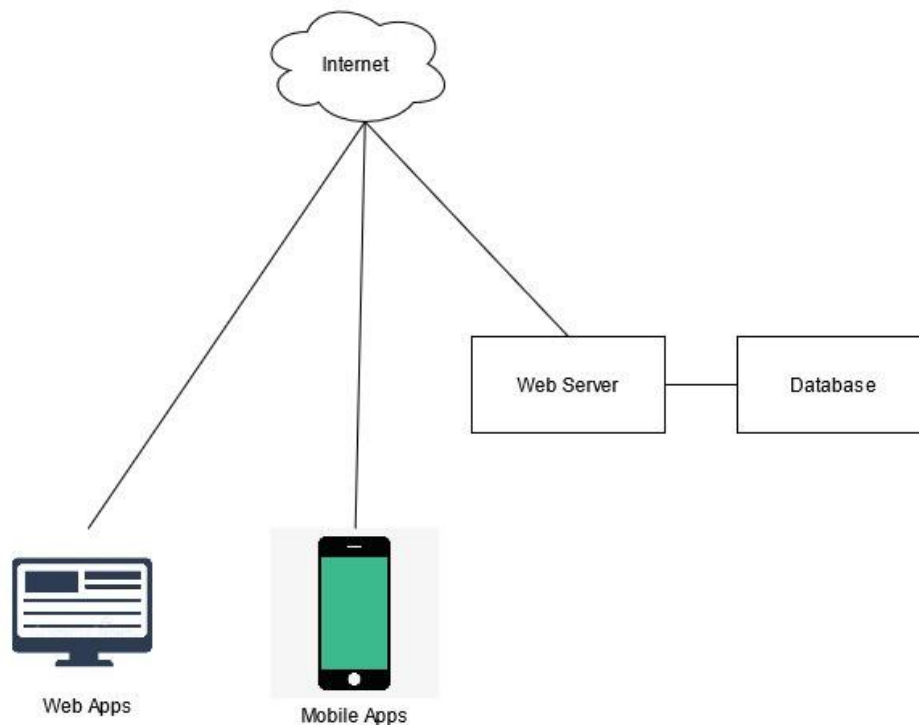 Internet
Web Server
Database
Web Apps
Mobile Apps